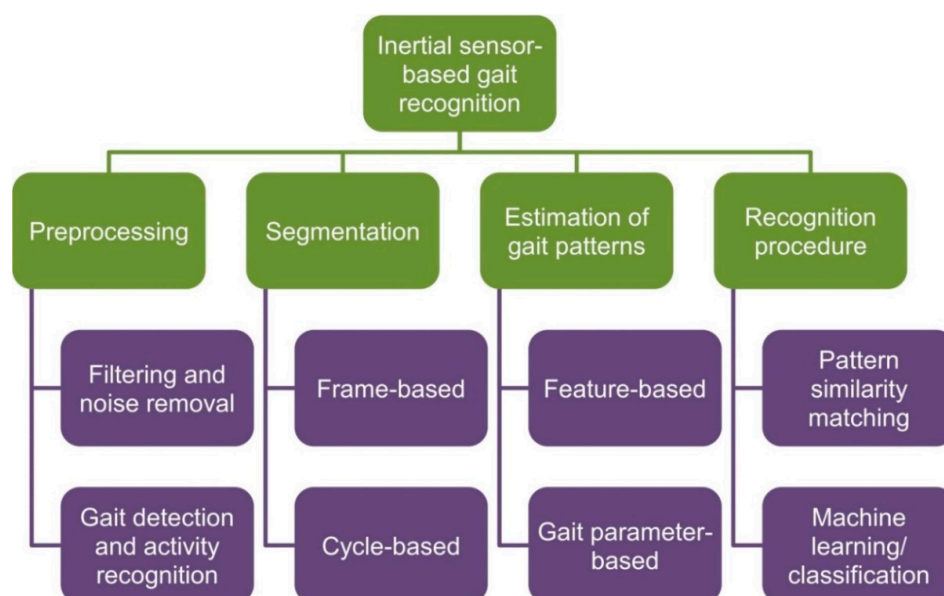 Inertial sensor-
based gait
recognition
Preprocessing
Segmentation
Estimation of
gait patterns
Recognition
procedure
Filtering and
noise removal
Frame-based
Feature-based
Pattern
similarity
matching
Gait detection
and activity
recognition
Cycle-based
Gait parameter-
based
Machine
learning/
classification